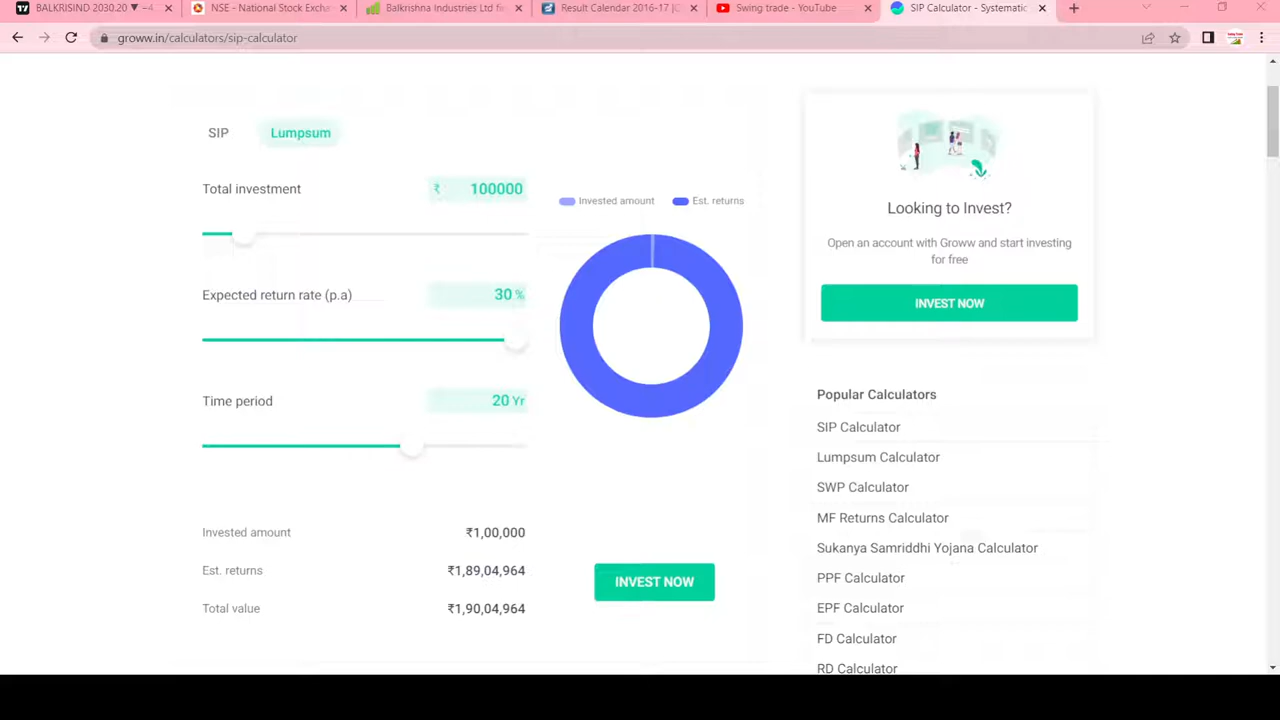 BALKRISIND 2030.20 ▼ −4.
NSE - National Stock Excha
Balkrishna Industries Ltd fi
Result Calendar 2016-17
Swing trade - YouTube
SIP Calculator - Systematic
groww.in/calculators/sip-calculator
SIP Lumpsum
Total investment ₹ 100000
Expected return rate (p.a) 30 %
Time period 20 Yr
Invested amount ₹1,00,000
Est. returns ₹1,89,04,964
Total value ₹1,90,04,964
Invested amount Est. returns
INVEST NOW
Looking to Invest?
Open an account with Groww and start investing
for free
INVEST NOW
Popular Calculators
SIP Calculator
Lumpsum Calculator
SWP Calculator
MF Returns Calculator
Sukanya Samriddhi Yojana Calculator
PPF Calculator
EPF Calculator
FD Calculator
RD Calculator